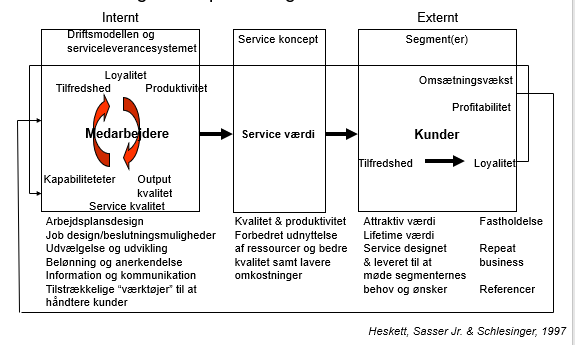 Internt
Externt
Driftsmodellen og
serviceleverancesystemet
Service koncept
Segment(er)
Loyalitet
Tilfredshed
Produktivitet
Medarbejdere
Kapabiliteteter
Output
kvalitet
Service kvalitet
Service værdi
Omsætningsvækst
Profitabilitet
Kunder
Tilfredshed
Loyalitet
Arbejdsplansdesign
Job design/beslutningsmuligheder
Udvælgelse og udvikling
Belønning og anerkendelse
Information og kommunikation
Tilstrækkelige “værktøjer” til at
håndtere kunder
Kvalitet & produktivitet
Forbedret udnyttelse
af ressourcer og bedre
kvalitet samt lavere
omkostninger
Attraktiv værdi
Lifetime værdi
Service designet
& leveret til at
møde segmenternes
behov og ønsker
Fastholdelse
Repeat
business
Referencer
Heskett, Sasser Jr. & Schlesinger, 1997